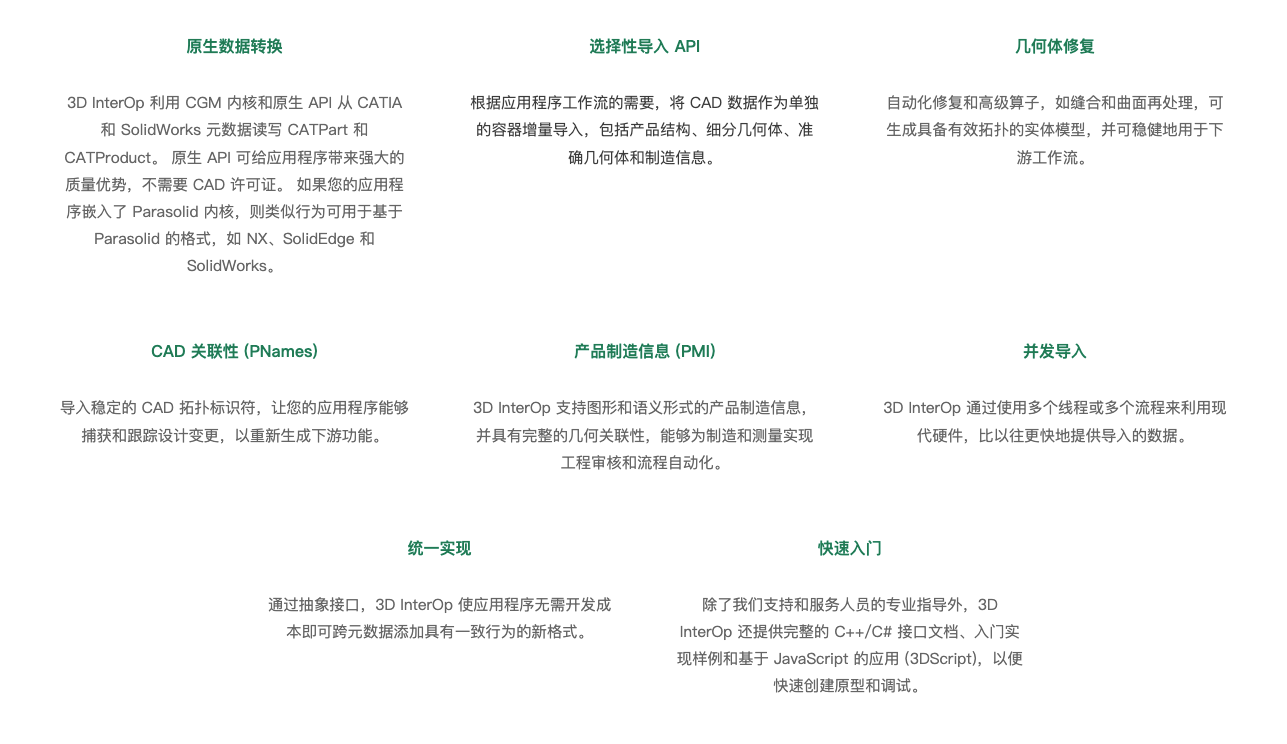 原生数据转换
3D InterOp 利用 CGM 内核和原生 API 从 CATIA
和 SolidWorks 元数据读写 CATPart 和
CATProduct。 原生 API 可给应用程序带来强大的
质量优势，不需要 CAD 许可证。 如果您的应用程
序嵌入了 Parasolid 内核，则类似行为可用于基于
Parasolid 的格式，如 NX、SolidEdge 和
SolidWorks。
选择性导入 API
根据应用程序工作流的需要，将 CAD 数据作为单独
的容器增量导入，包括产品结构、细分几何体、准
确几何体和制造信息。
几何体修复
自动化修复和高级算子，如缝合和曲面再处理，可
生成具备有效拓扑的实体模型，并可稳健地用于下
游工作流。
CAD 关联性 (PNames)
导入稳定的 CAD 拓扑标识符，让您的应用程序能够
捕获和跟踪设计变更，以重新生成下游功能。
产品制造信息 (PMI)
3D InterOp 支持图形和语义形式的产品制造信息，
并具有完整的几何关联性，能够为制造和测量实现
工程审核和流程自动化。
并发导入
3D InterOp 通过使用多个线程或多个流程来利用现
代硬件，比以往更快地提供导入的数据。
统一实现
通过抽象接口，3D InterOp 使应用程序无需开发成
本即可跨元数据添加具有一致行为的新格式。
快速入门
除了我们支持和服务人员的专业指导外，3D
InterOp 还提供完整的 C++/C# 接口文档、入门实
现样例和基于 JavaScript 的应用 (3DScript)，以便
快速创建原型和调试。